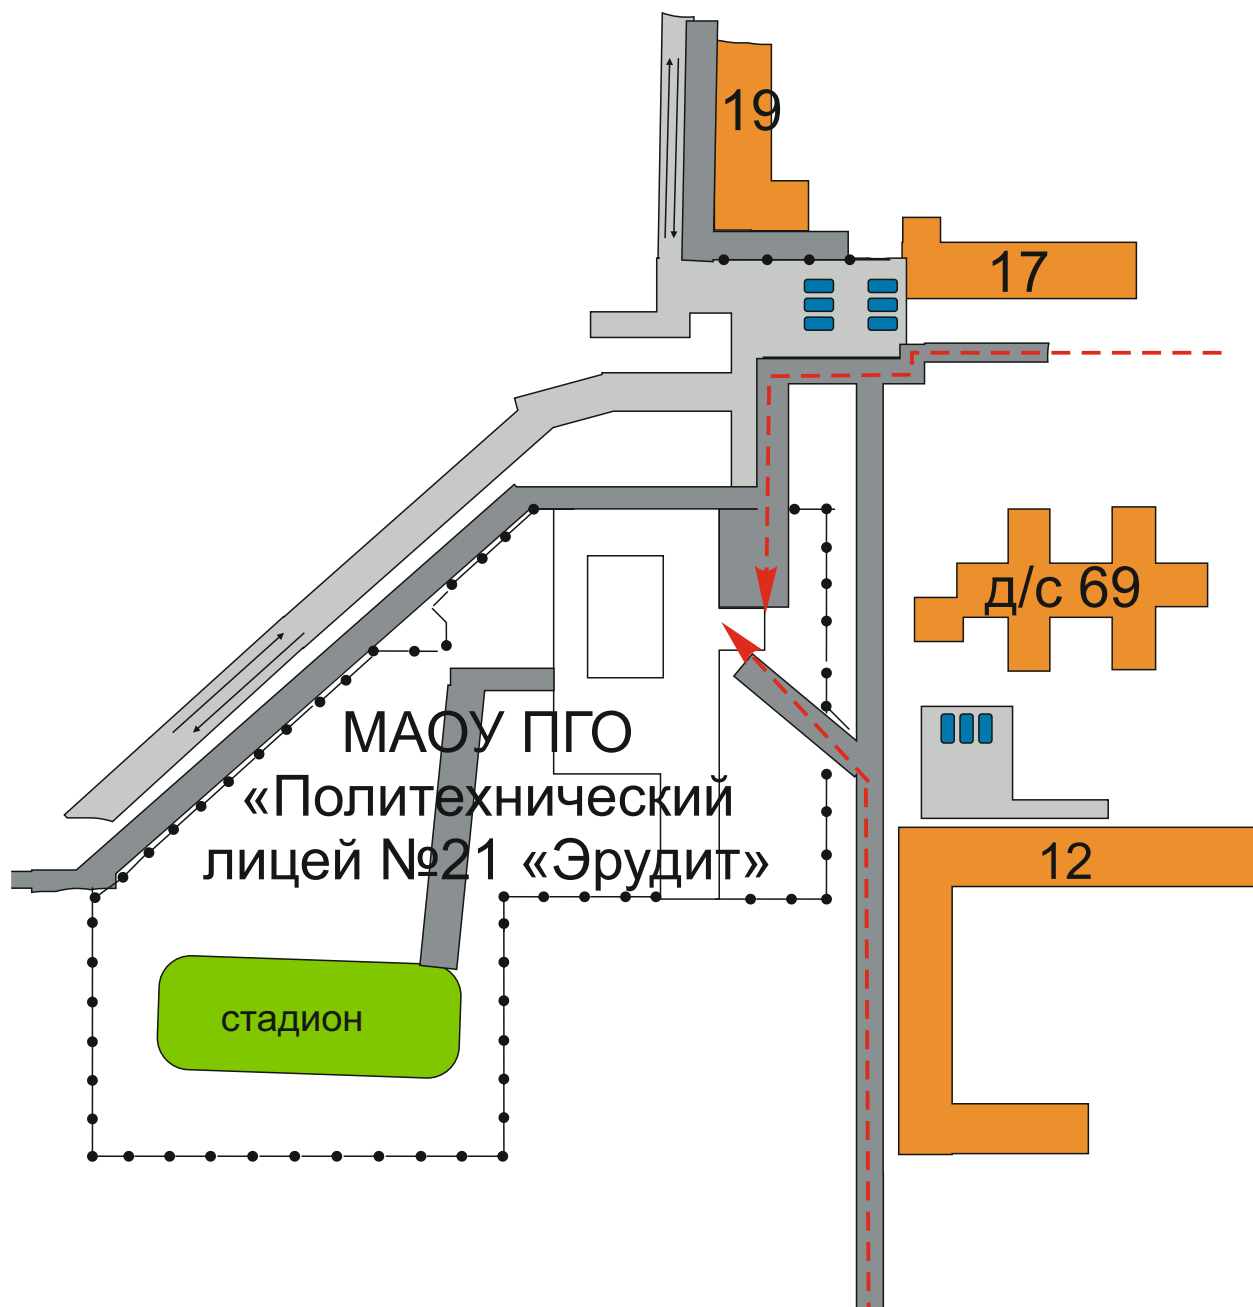 19
17
д/с 69
МАОУ ПГО
«Политехнический
лицей №21 «Эрудит»
12
стадион